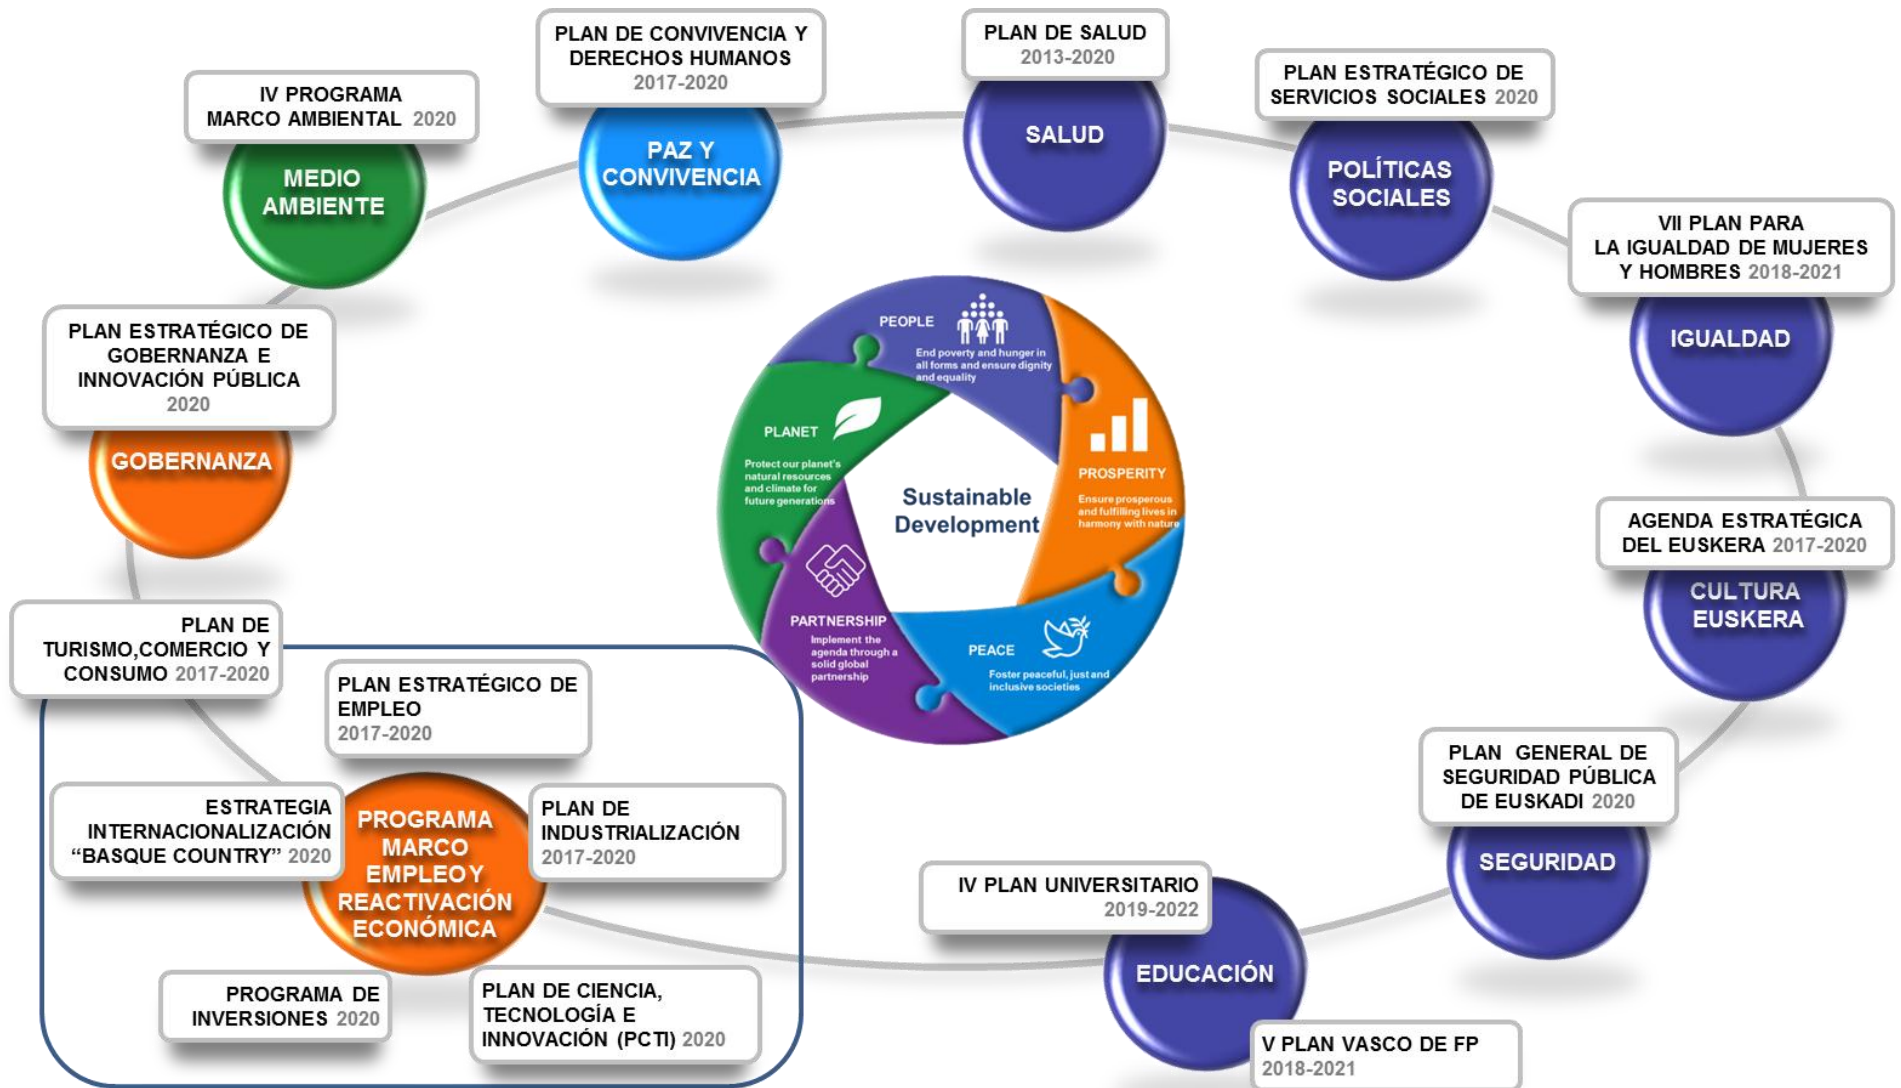 PLAN DE CONVIVENCIA Y
DERECHOS HUMANOS
2017-2020
PAZ Y
CONVIVENCIA
PLAN DE SALUD
2013-2020
SALUD
PLAN ESTRATÉGICO DE
SERVICIOS SOCIALES 2020
POLÍTICAS
SOCIALES
IV PROGRAMA
MARCO AMBIENTAL 2020
MEDIO
AMBIENTE
VII PLAN PARA
LA IGUALDAD DE MUJERES
Y HOMBRES 2018-2021
IGUALDAD
PLAN ESTRATÉGICO DE
GOBERNANZA E
INNOVACIÓN PÚBLICA
2020
GOBERNANZA
PEOPLE
End poverty and hunger in
all forms and ensure dignity
and equality
PLANET
Protect our planet's
natural resources
and climate for
future generations
PROSPERITY
Ensure prosperous
and fulfilling lives in
harmony with nature
Sustainable
Development
PARTNERSHIP
Implement the
agenda through a
solid global
partnership
PEACE
Foster peaceful, just and
inclusive societies
AGENDA ESTRATÉGICA
DEL EUSKERA 2017-2020
CULTURA
EUSKERA
PLAN DE
TURISMO,COMERCIO Y
CONSUMO 2017-2020
PLAN ESTRATÉGICO DE
EMPLEO
2017-2020
ESTRATEGIA
INTERNACIONALIZACIÓN
“BASQUE COUNTRY” 2020
PROGRAMA
MARCO
EMPLEO Y
REACTIVACIÓN
ECONÓMICA
PLAN DE
INDUSTRIALIZACIÓN
2017-2020
PROGRAMA DE
INVERSIONES 2020
PLAN DE CIENCIA,
TECNOLOGÍA E
INNOVACIÓN (PCTI) 2020
PLAN GENERAL DE
SEGURIDAD PÚBLICA
DE EUSKADI 2020
SEGURIDAD
IV PLAN UNIVERSITARIO
2019-2022
EDUCACIÓN
V PLAN VASCO DE FP
2018-2021